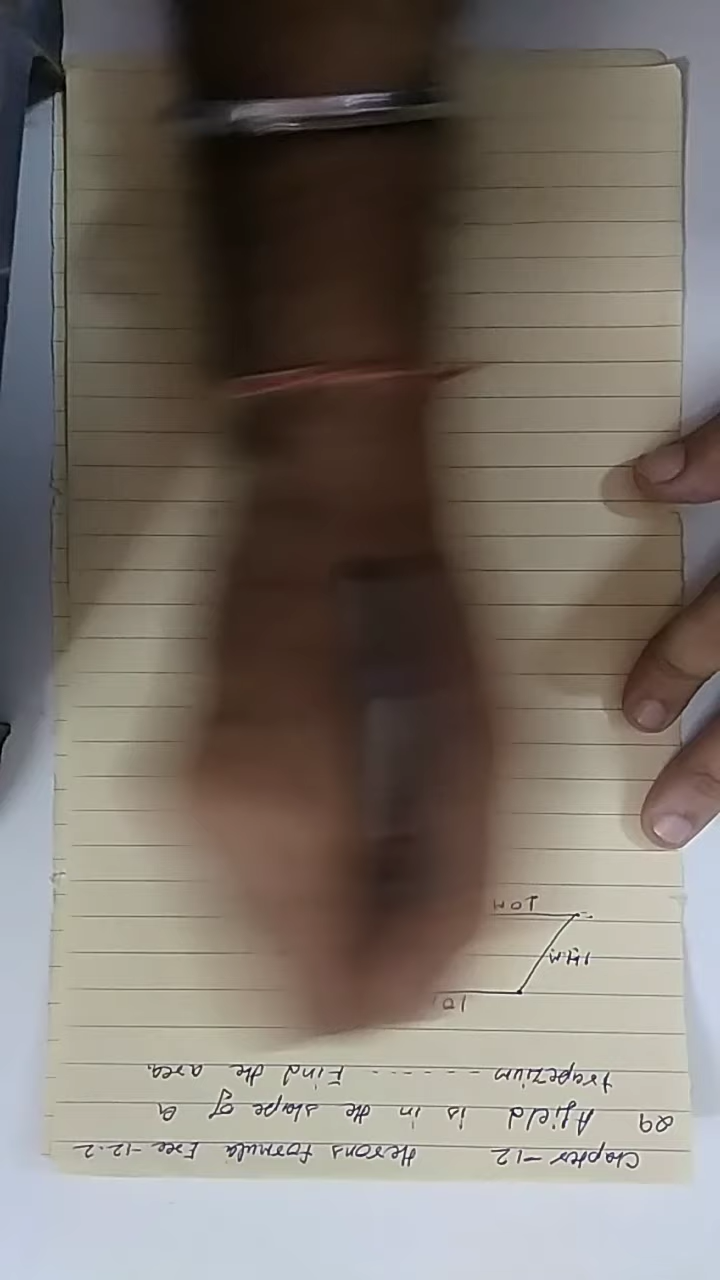 Chapter-12 Herons formula Exe-12.2
Q9 A field is in the shape of a
trapezium ------ Find the area.
10
14m
10m